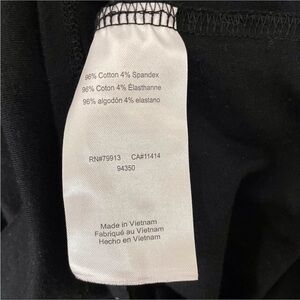 96% Cotton 4% Spandex
96% Coton 4% Élasthanne
96% algodón 4% elastano
RN#79913 CA#11414
94350
Made in Vietnam
Fabriqué au Vietnam
Hecho en Vietnam